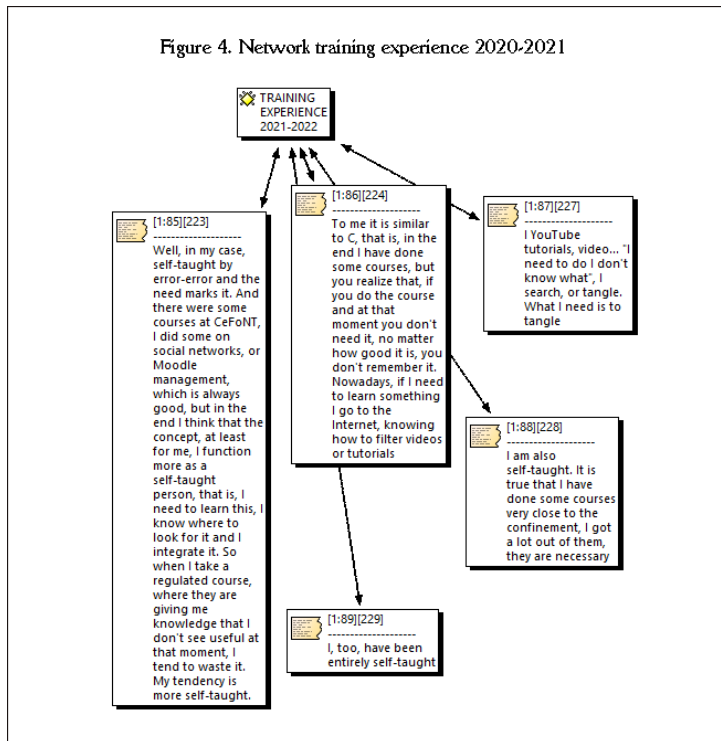 Figure 4. Network training experience 2020-2021
TRAINING
EXPERIENCE
2021-2022
[1:85][223]
--------------------
Well, in my case,
self-taught by
error-error and the
need marks it. And
there were some
courses at CeFoNT,
I did some on
social networks, or
Moodle
management,
which is always
good, but in the
end I think that the
concept, at least
for me, I function
more as a
self-taught
person, that is, I
need to learn this, I
know where to
look for it and I
integrate it. So
when I take a
regulated course,
where they are
giving me
knowledge that I
don't see useful at
that moment, I
tend to waste it.
My tendency is
more self-taught.
[1:86][224]
--------------------
To me it is similar
to C, that is, in the
end I have done
some courses, but
you realize that, if
you do the course
and at that
moment you don't
need it, no matter
how good it is, you
don't remember it.
Nowadays, if I need
to learn something
I go to the
Internet, knowing
how to filter videos
or tutorials
[1:87][227]
--------------------
I YouTube
tutorials, video... "I
need to do I don't
know what", I
search, or tangle.
What I need is to
tangle
[1:88][228]
--------------------
I am also
self-taught. It is
true that I have
done some courses
very close to the
confinement, I got
a lot out of them,
they are necessary
[1:89][229]
--------------------
I, too, have been
entirely self-taught